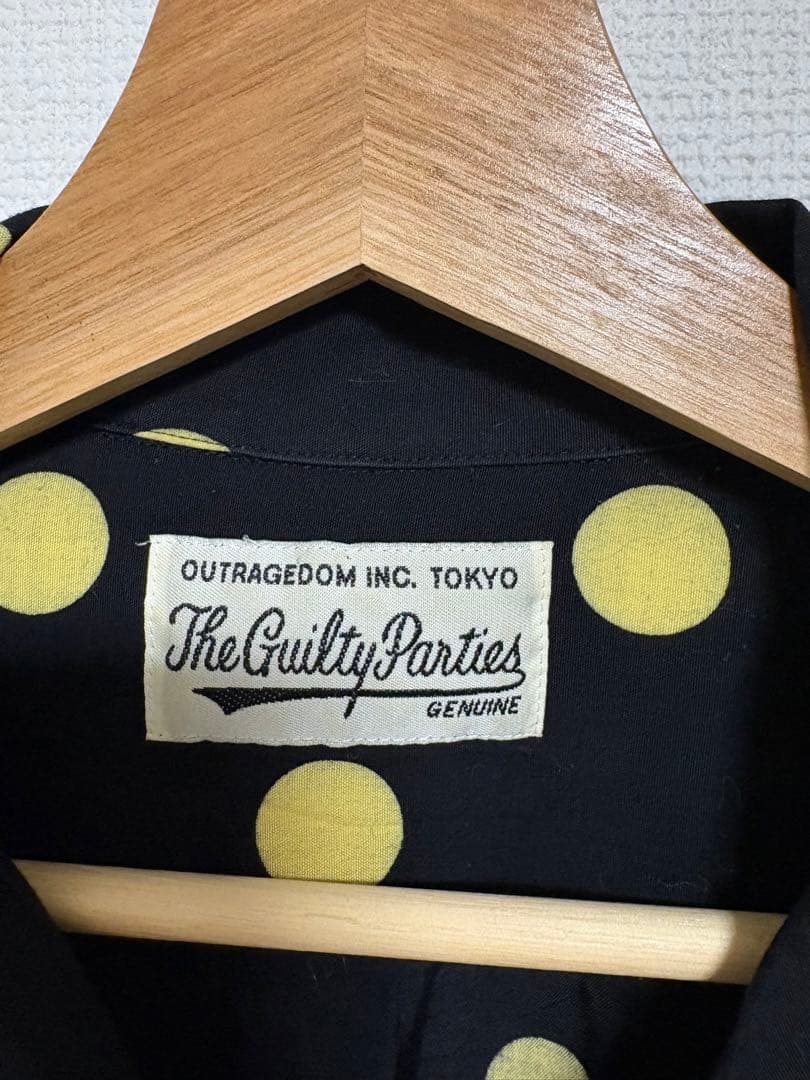 OUTRAGEDOM INC. TOKYO
The Guilty Parties
GENUINE